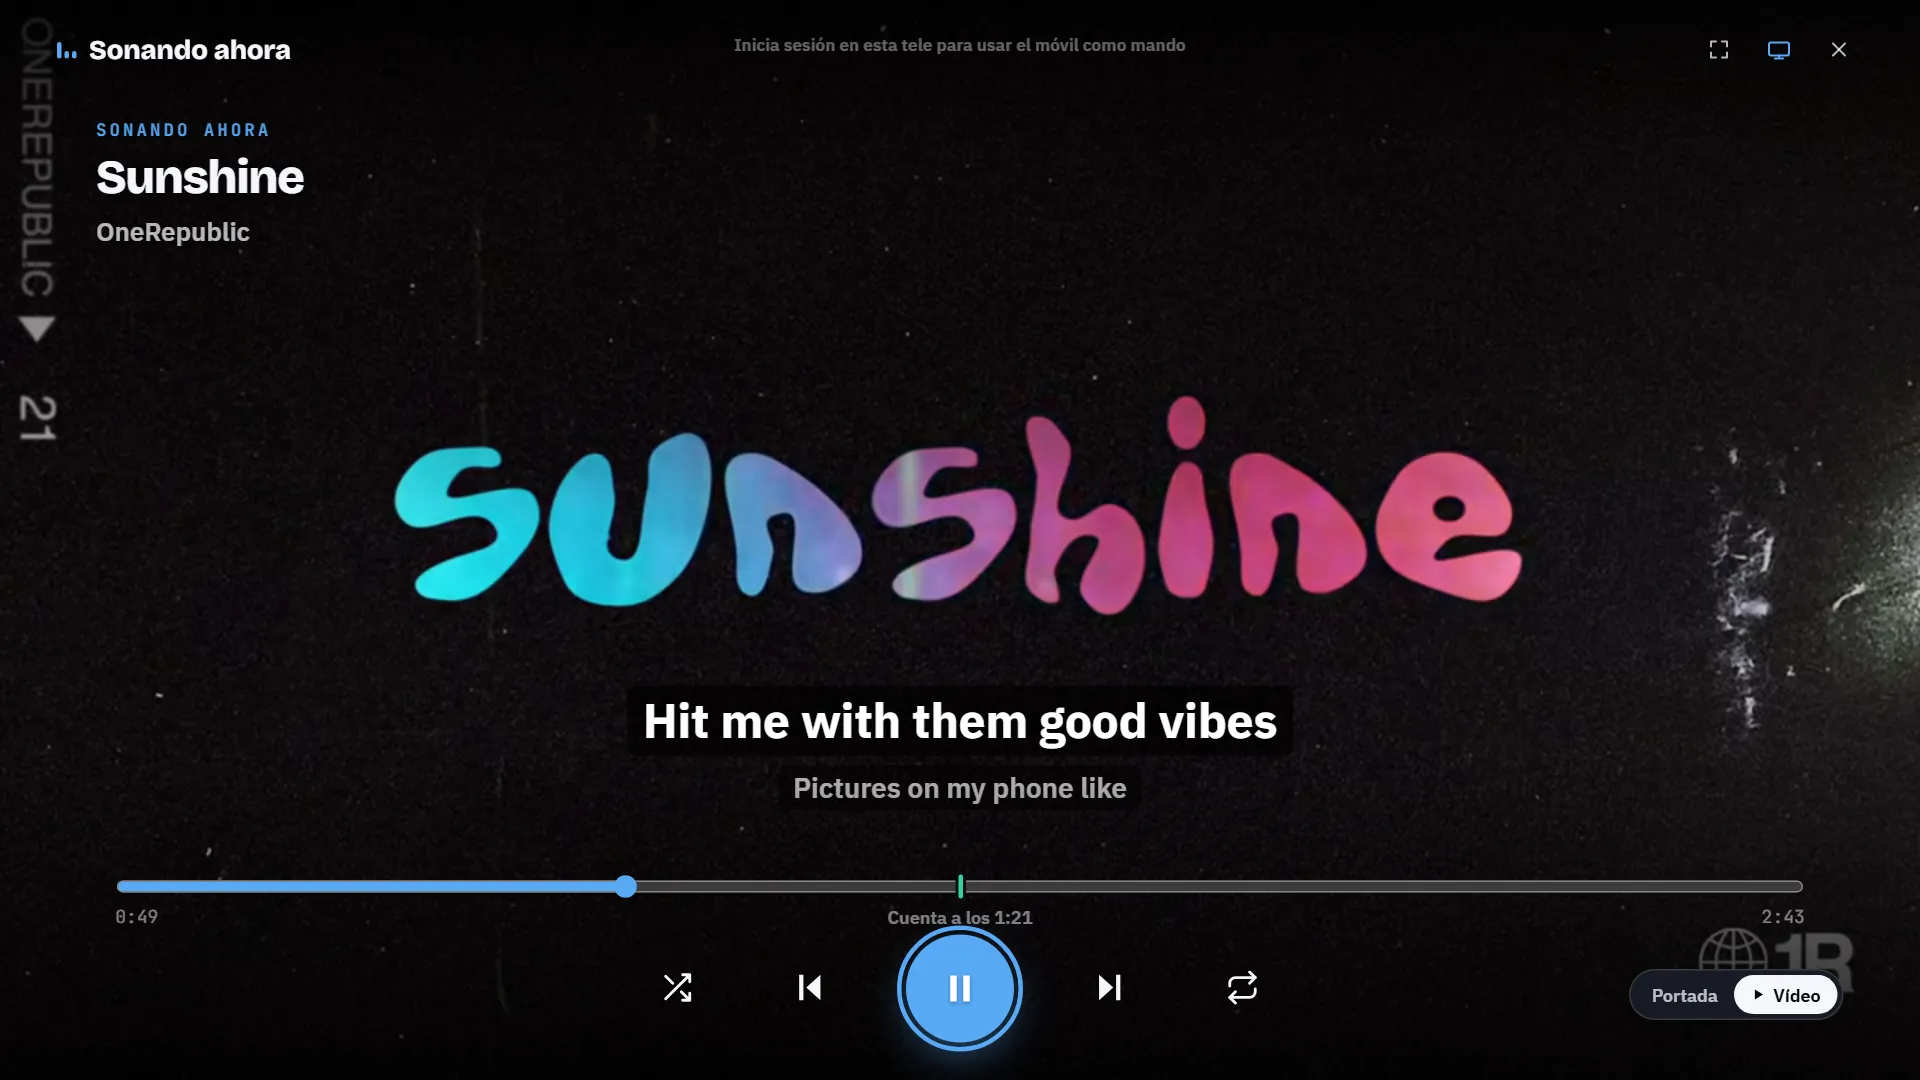 Sonando ahora
Inicia sesión en esta tele para usar el móvil como mando
ONEREPUBLIC
21
SONANDO AHORA
Sunshine
OneRepublic
sunshine
Hit me with them good vibes
Pictures on my phone like
0:49
Cuenta a los 1:21
2:43
1R
Portada
Vídeo